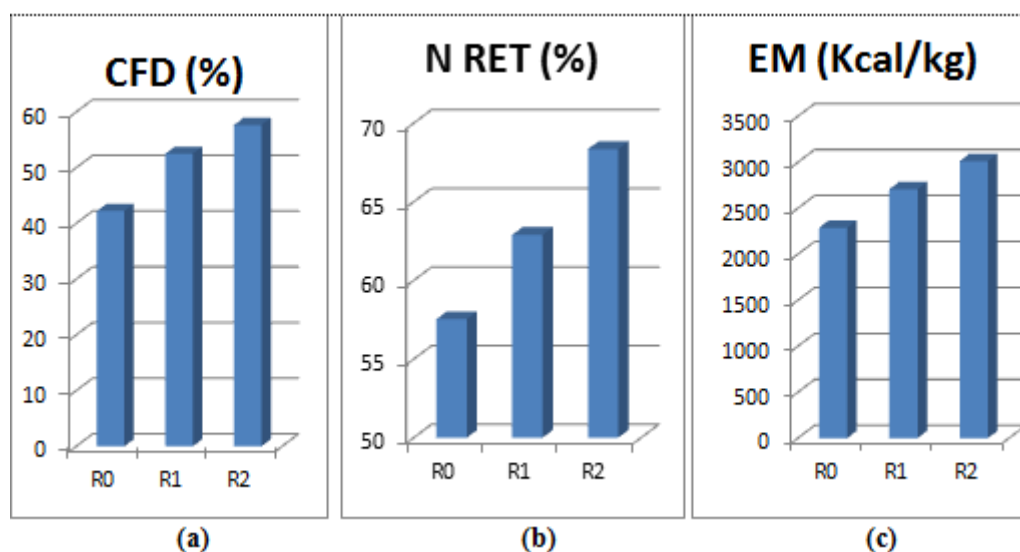 CFD (%)
60
50
40
30
20
10
0
R0 R1 R2
(a)
N RET (%)
70
65
60
55
50
R0 R1 R2
(b)
EM (Kcal/kg)
3500
3000
2500
2000
1500
1000
500
0
R0 R1 R2
(c)